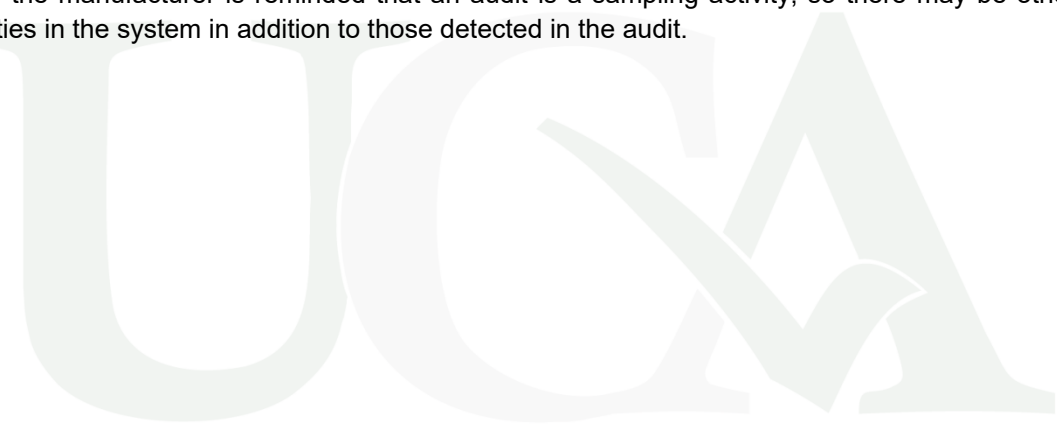 the manufacturer is reminded that an audit is a sampling activity, so there may be
ties in the system in addition to those detected in the audit.
UCA